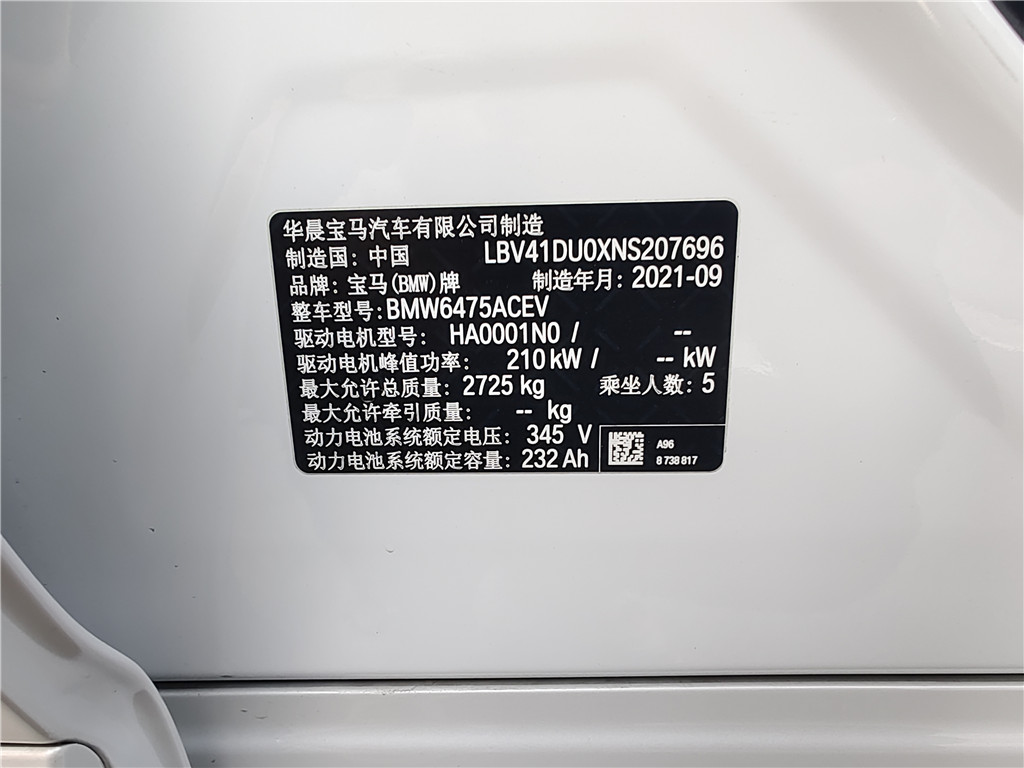 华晨宝马汽车有限公司制造
制造国：中国 LBV41DU0XNS207696
品牌：宝马(BMW)牌 制造年月：2021-09
整车型号：BMW6475ACEV
驱动电机型号： HA0001N0 / --
驱动电机峰值功率： 210 kW / -- kW
最大允许总质量：2725 kg 乘坐人数：5
最大允许牵引质量： -- kg
动力电池系统额定电压： 345 V
动力电池系统额定容量：232 Ah
A96
8 738 817